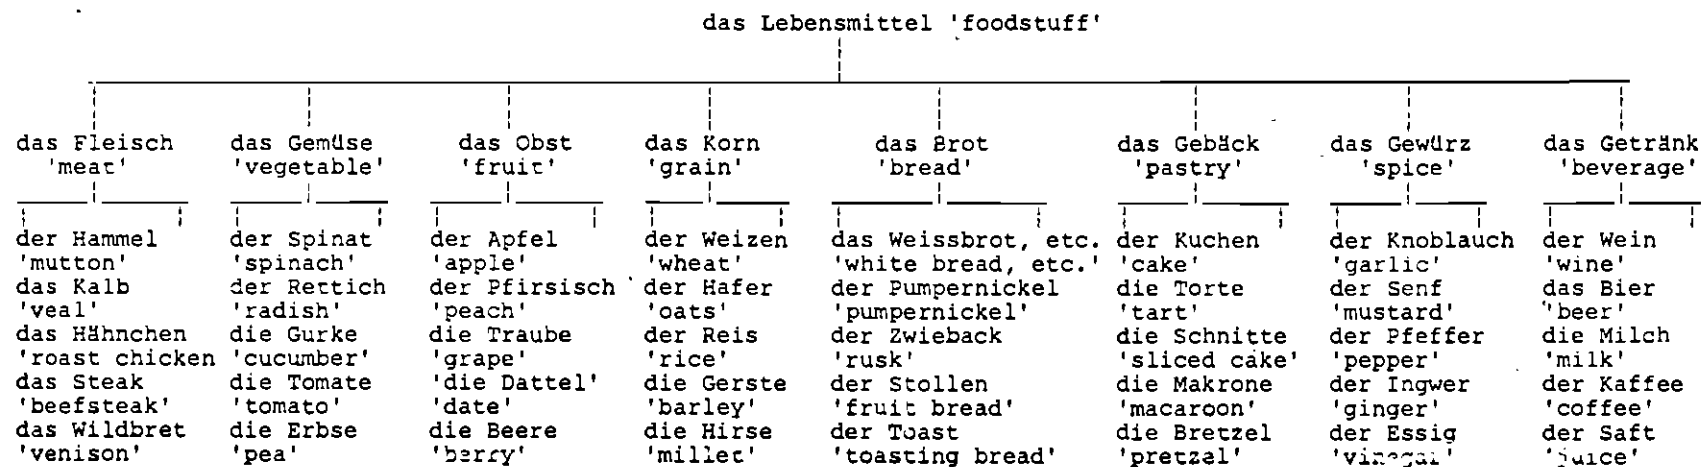 das Lebensmittel 'foodstuff'
das Fleisch das Gemüse das Obst das Korn das Brot das Gebäck das Gewürz das Getränk
'meat' 'vegetable' 'fruit' 'grain' 'bread' 'pastry' 'spice' 'beverage'
der Hammel der Spinat der Apfel der Weizen das Weissbrot, etc. der Kuchen der Knoblauch der Wein
'mutton' 'spinach' 'apple' 'wheat' 'white bread, etc.' 'cake' 'garlic' 'wine'
das Kalb der Rettich der Pfirsisch der Hafer der Pumpernickel die Torte der Senf das Bier
'veal' 'radish' 'peach' 'oats' 'pumpernickel' 'tart' 'mustard' 'beer'
das Hähnchen die Gurke die Traube der Reis der Zwieback die Schnitte der Pfeffer die Milch
'roast chicken 'cucumber' 'grape' 'rice' 'rusk' 'sliced cake' 'pepper' 'milk'
das Steak die Tomate 'die Dattel' die Gerste der Stollen die Makrone der Ingwer der Kaffee
'beefsteak' 'tomato' 'date' 'barley' 'fruit bread' 'macaroon' 'ginger' 'coffee'
das Wildbret die Erbse die Beere die Hirse der Toast die Bretzel der Essig der Saft
'venison' 'pea' 'berry' 'millet' 'toasting bread' 'pretzel' 'vinegar' 'juice'